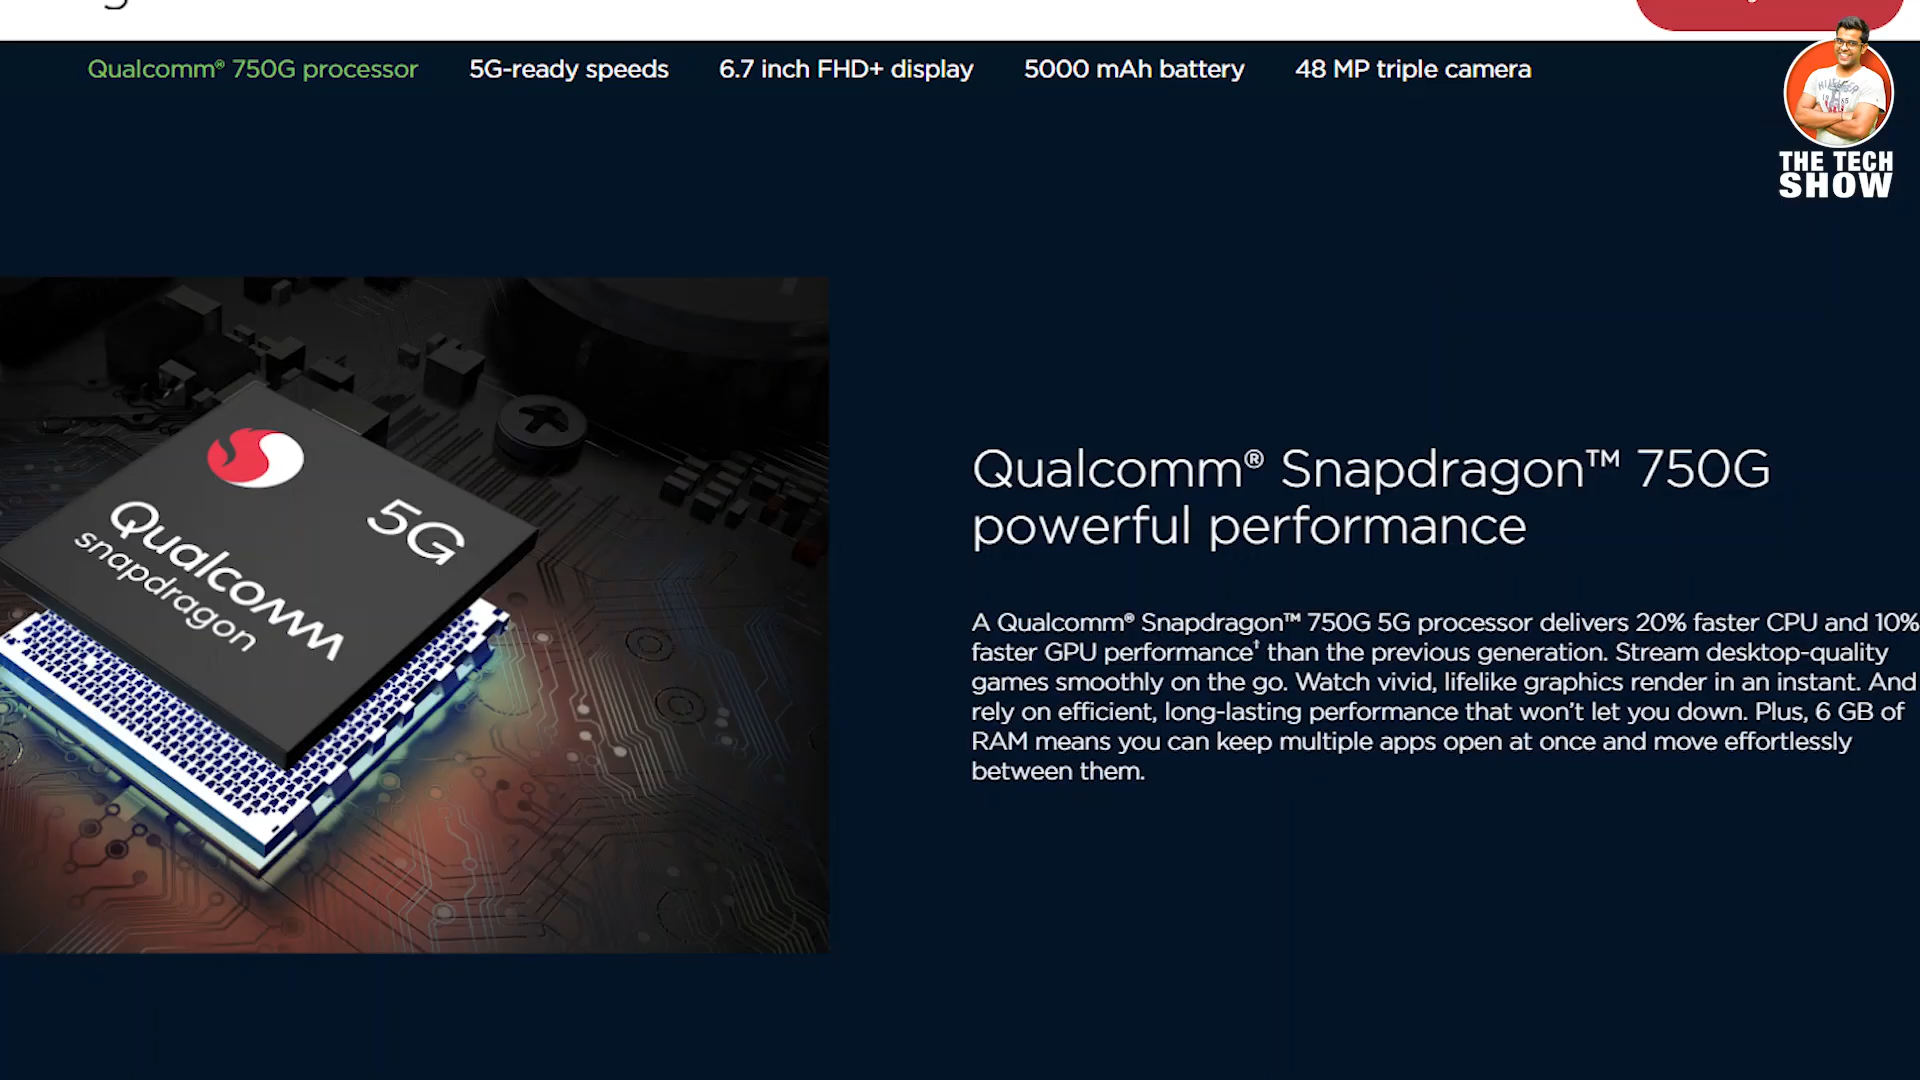 Qualcomm® 750G processor 5G-ready speeds 6.7 inch FHD+ display 5000 mAh battery 48 MP triple camera
THE TECH
SHOW
5G
Qualcomm
snapdragon
Qualcomm® Snapdragon™ 750G
powerful performance
A Qualcomm® Snapdragon™ 750G 5G processor delivers 20% faster CPU and 10%
faster GPU performance† than the previous generation. Stream desktop-quality
games smoothly on the go. Watch vivid, lifelike graphics render in an instant. And
rely on efficient, long-lasting performance that won't let you down. Plus, 6 GB of
RAM means you can keep multiple apps open at once and move effortlessly
between them.